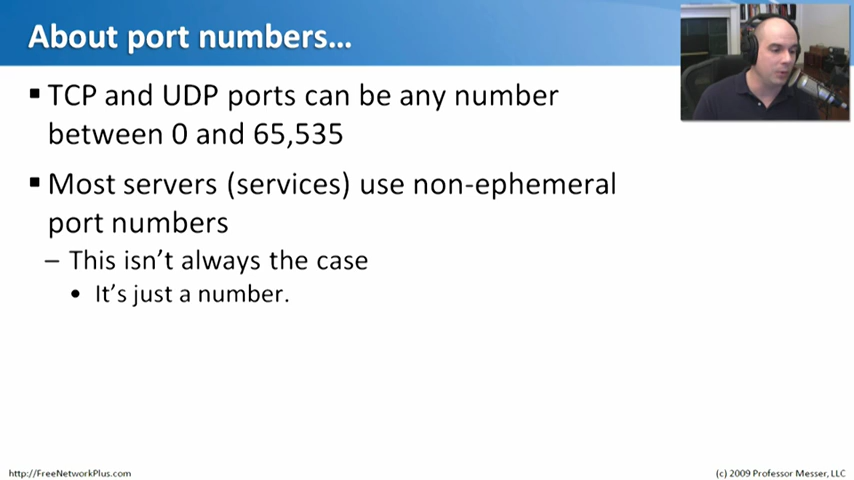 About port numbers...
▪ TCP and UDP ports can be any number
between 0 and 65,535
▪ Most servers (services) use non-ephemeral
port numbers
– This isn't always the case
• It's just a number.
http://FreeNetworkPlus.com
(c) 2009 Professor Messer, LLC